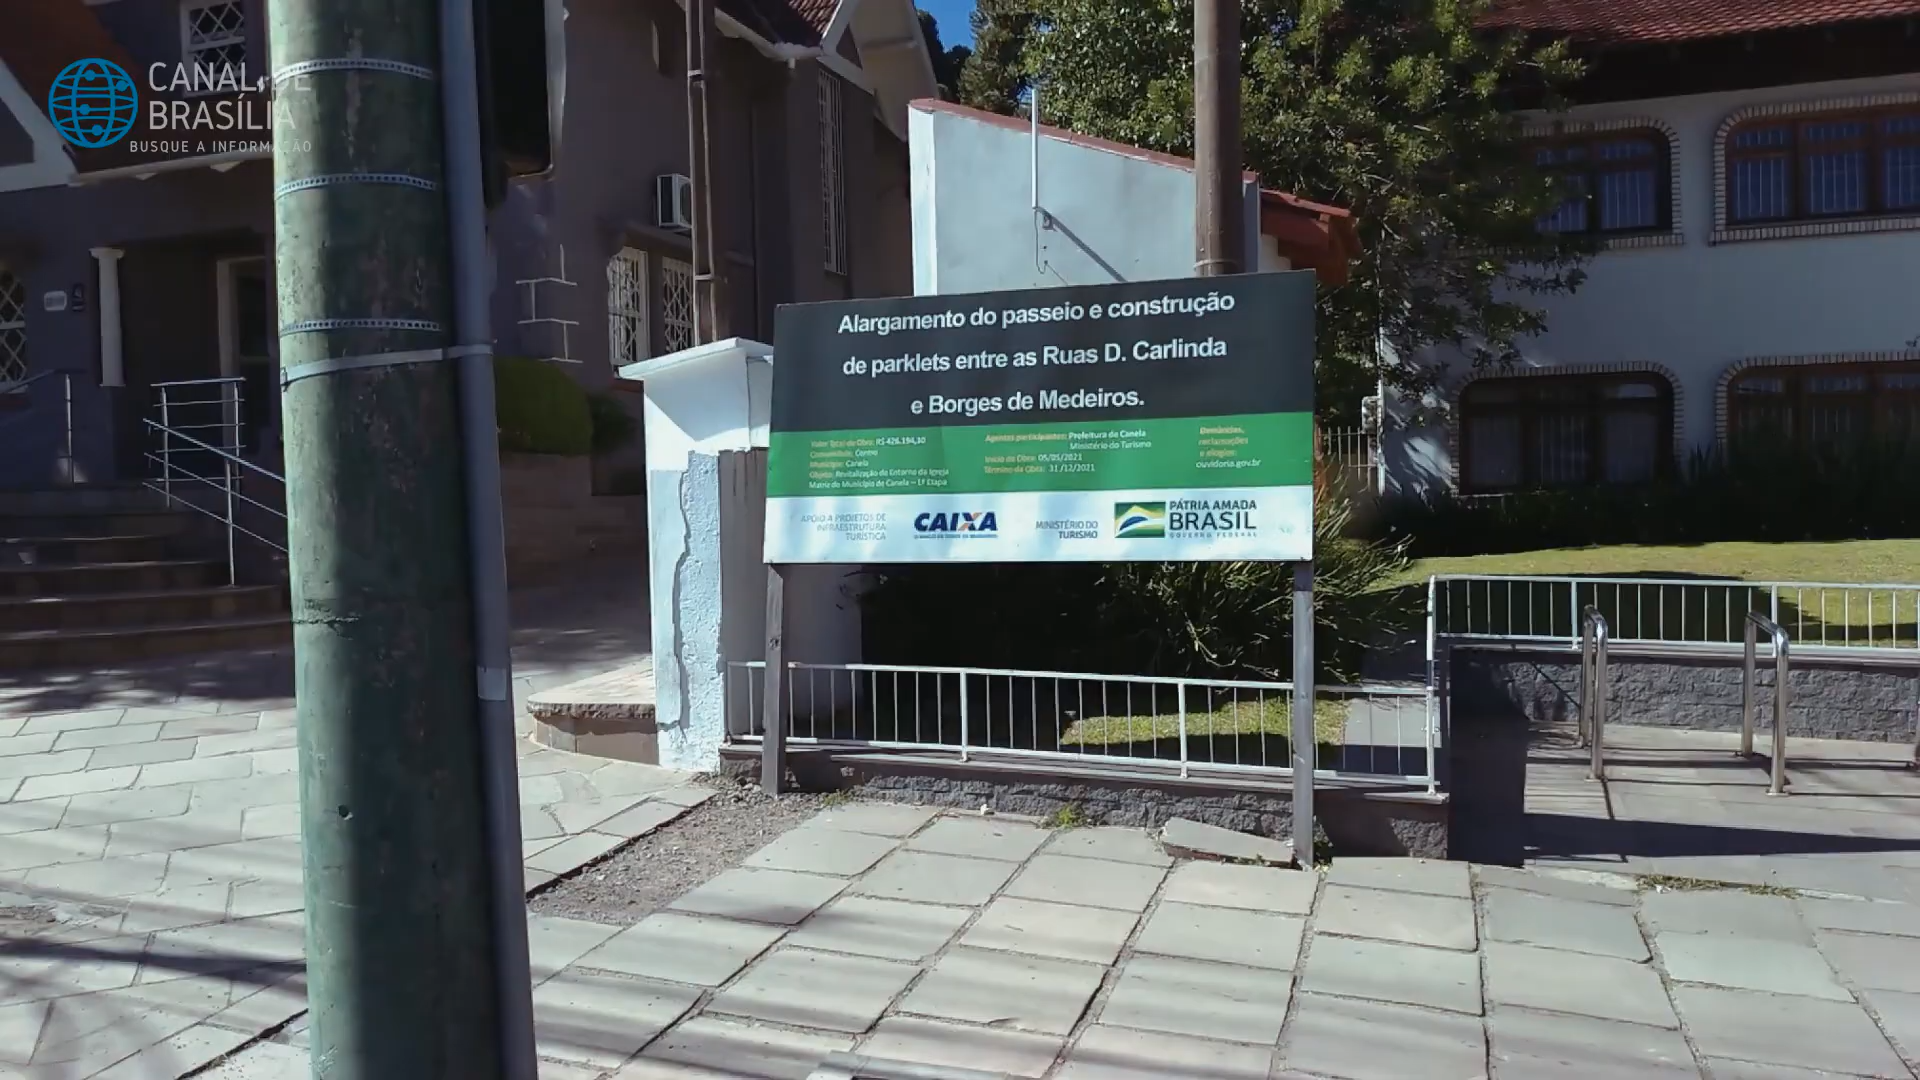 CANAL DE
BRASÍLIA
BUSQUE A INFORMAÇÃO
Alargamento do passeio e construção
de parklets entre as Ruas D. Carlinda
e Borges de Medeiros.
Valor Total da Obra: R$ 426.194,10
Comunidade: Centro
Município: Canela
Objeto: Revitalização do Entorno da Igreja
Matriz do Município de Canela – 1ª Etapa
Agentes participantes: Prefeitura de Canela
Ministério do Turismo
Início da Obra: 05/05/2021
Término da Obra: 31/12/2021
Denúncias,
reclamações
e elogios:
ouvidoria.gov.br
APOIO A PROJETOS DE
INFRAESTRUTURA
TURÍSTICA
CAIXA
MINISTÉRIO DO
TURISMO
PÁTRIA AMADA
BRASIL
GOVERNO FEDERAL